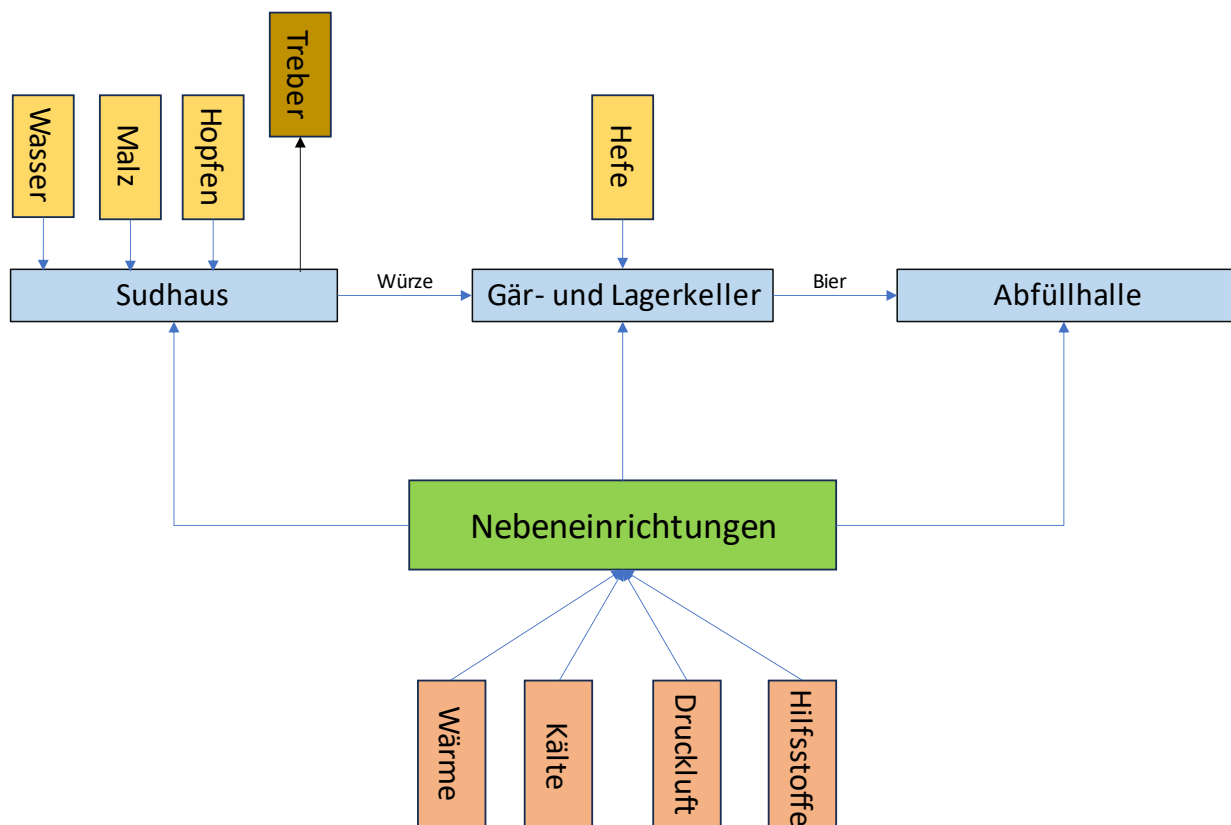 Treber
Wasser
Malz
Hopfen
Hefe
Sudhaus
Würze
Gär- und Lagerkeller
Bier
Abfüllhalle
Nebeneinrichtungen
Wärme
Kälte
Druckluft
Hilfsstoffe